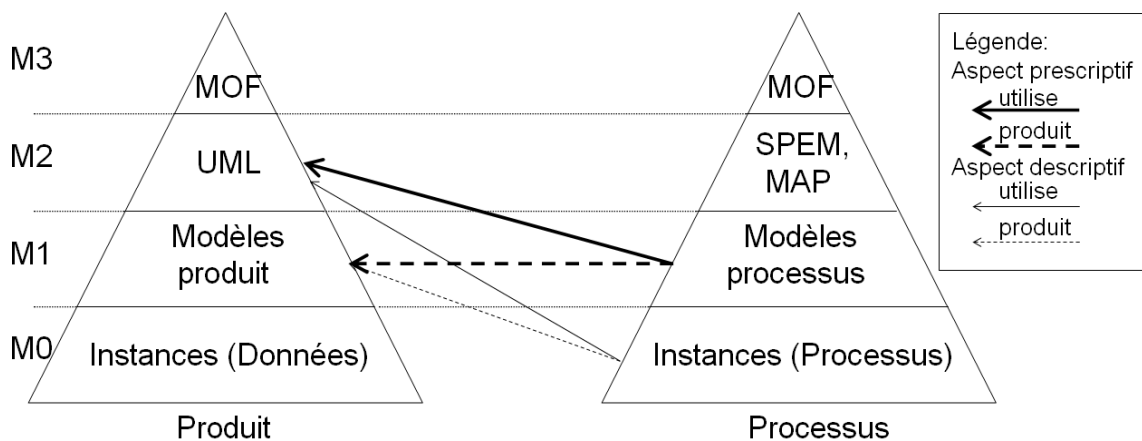 M3
MOF
MOF
M2
UML
SPEM,
MAP
M1
Modèles
produit
Modèles
processus
M0
Instances (Données)
Instances (Processus)
Produit
Processus
Légende:
Aspect prescriptif
utilise
produit
Aspect descriptif
utilise
produit